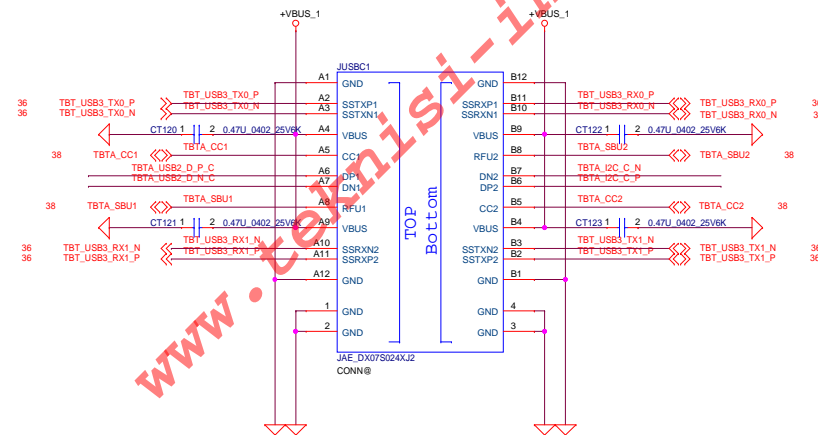 +VBUS_1 +VBUS_1
JUSBC1
A1 GND GND B12
36 TBT_USB3_TX0_P TBT_USB3_TX0_P A2 SSTXP1 SSRXP1 B11 TBT_USB3_RX0_P TBT_USB3_RX0_P 36
36 TBT_USB3_TX0_N TBT_USB3_TX0_N A3 SSTXN1 SSRXN1 B10 TBT_USB3_RX0_N TBT_USB3_RX0_N 36
CT120 1 2 0.47U_0402_25V6K A4 VBUS VBUS B9 CT122 1 2 0.47U_0402_25V6K
38 TBTA_CC1 TBTA_CC1 A5 CC1 RFU2 B8 TBTA_SBU2 TBTA_SBU2 38
TBTA_USB2_D_P_C A6 DP1 DN2 B7 TBTA_I2C_C_N
TBTA_USB2_D_N_C A7 DN1 DP2 B6 TBTA_I2C_C_P
38 TBTA_SBU1 TBTA_SBU1 A8 RFU1 CC2 B5 TBTA_CC2 TBTA_CC2 38
CT121 1 2 0.47U_0402_25V6K A9 VBUS VBUS B4 CT123 1 2 0.47U_0402_25V6K
36 TBT_USB3_RX1_N TBT_USB3_RX1_N A10 SSRXN2 SSTXN2 B3 TBT_USB3_TX1_N TBT_USB3_TX1_N 36
36 TBT_USB3_RX1_P TBT_USB3_RX1_P A11 SSRXP2 SSTXP2 B2 TBT_USB3_TX1_P TBT_USB3_TX1_P 36
A12 GND GND B1
1 GND GND 4
2 GND GND 3
TOP
Bottom
JAE_DX07S024XJ2
CONN@
www.teknisi-in